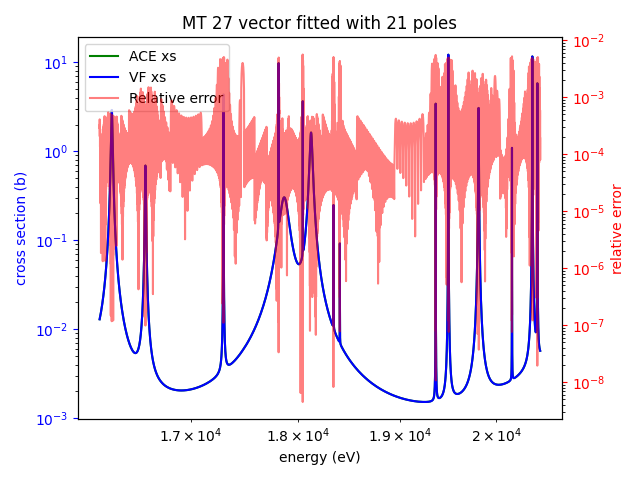 MT 27 vector fitted with 21 poles
ACE xs
VF xs
Relative error
10¹
10⁰
10⁻¹
10⁻²
10⁻³
cross section (b)
10⁻²
10⁻³
10⁻⁴
10⁻⁵
10⁻⁶
10⁻⁷
10⁻⁸
relative error
1.7 × 10⁴ 1.8 × 10⁴ 1.9 × 10⁴ 2 × 10⁴
energy (eV)